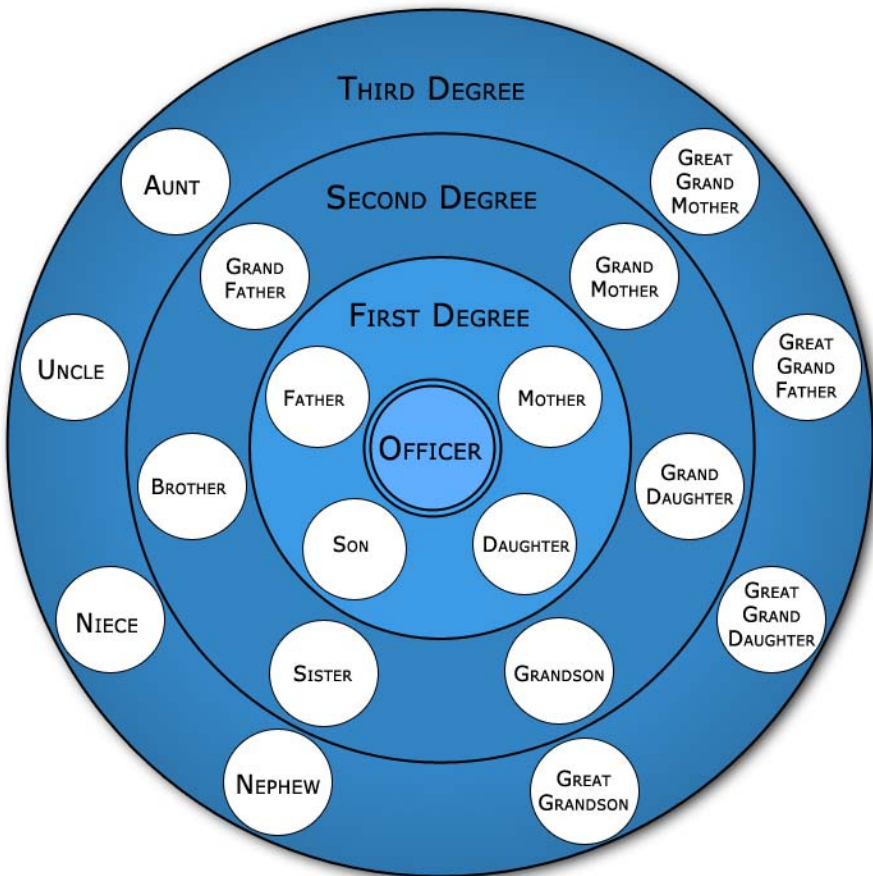 Third Degree
Aunt
Great
Grand
Mother
Second Degree
Grand
Father
Grand
Mother
First Degree
Uncle
Great
Grand
Father
Father
Mother
Officer
Brother
Grand
Daughter
Son
Daughter
Niece
Great
Grand
Daughter
Sister
Grandson
Nephew
Great
Grandson